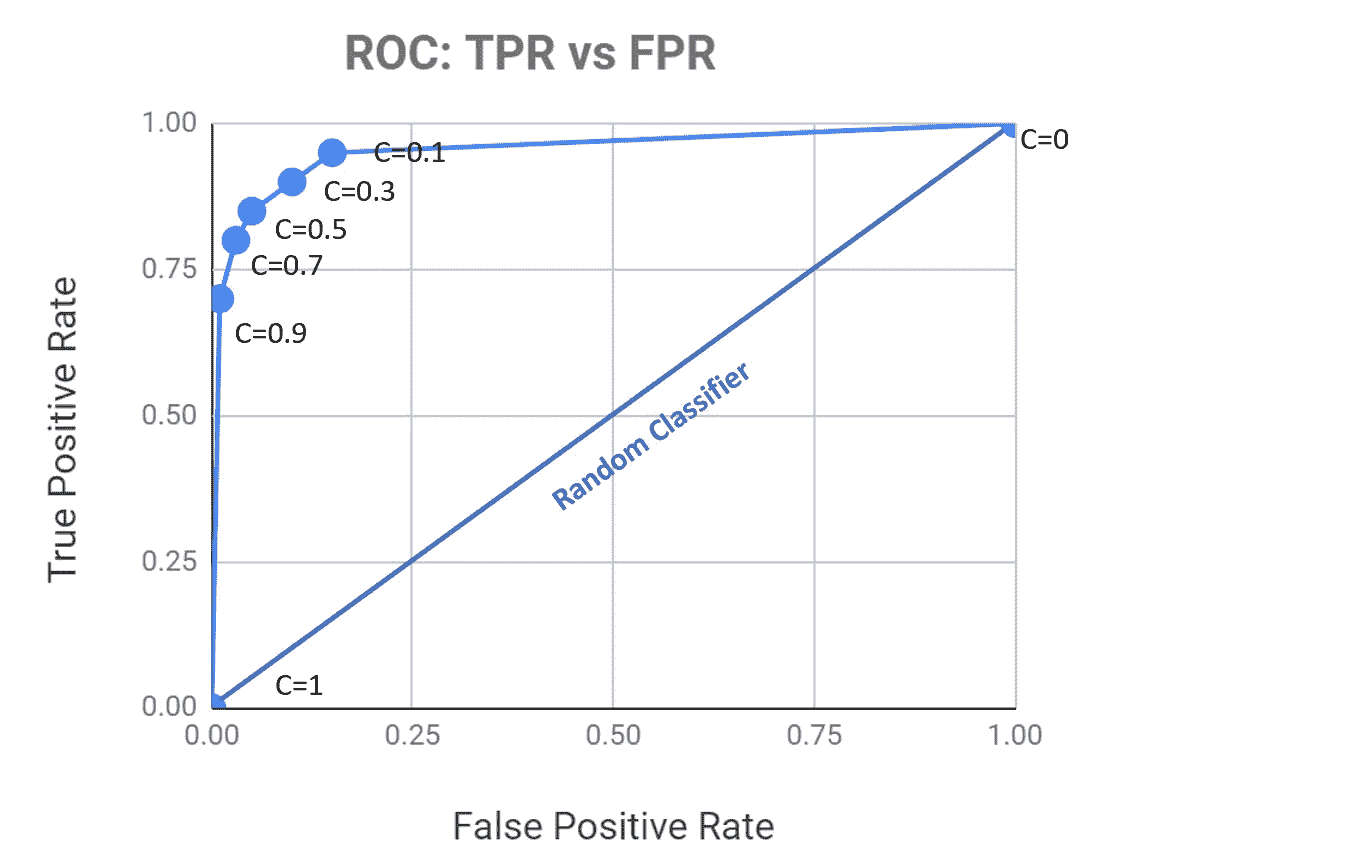 ROC: TPR vs FPR
1.00
C=0
C=0.1
C=0.3
C=0.5
C=0.7
0.75
C=0.9
True Positive Rate
0.50
Random Classifier
0.25
C=1
0.00
0.00 0.25 0.50 0.75 1.00
False Positive Rate